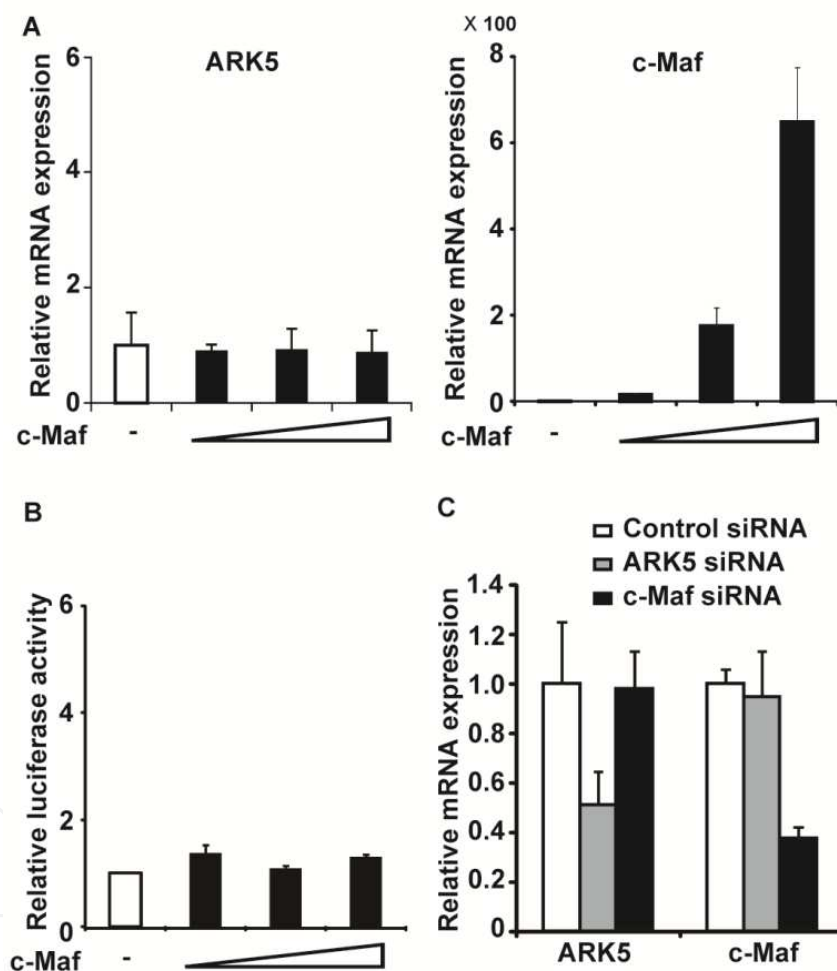 A
ARK5
Relative mRNA expression
6
4
2
0
c-Maf
-
X 100
c-Maf
Relative mRNA expression
8
6
4
2
0
c-Maf
-
B
Relative luciferase activity
6
4
2
0
c-Maf
-
C
Control siRNA
ARK5 siRNA
c-Maf siRNA
Relative mRNA expression
1.4
1.2
1.0
0.8
0.6
0.4
0.2
0
ARK5
c-Maf